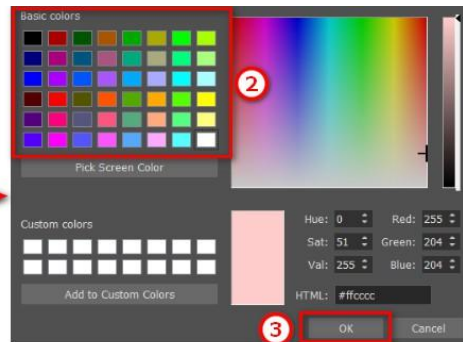 Basic colors
2
Pick Screen Color
Custom colors
Add to Custom Colors
Hue: 0 Red: 255
Sat: 51 Green: 204
Val: 255 Blue: 204
HTML: #ffcccc
3 OK Cancel